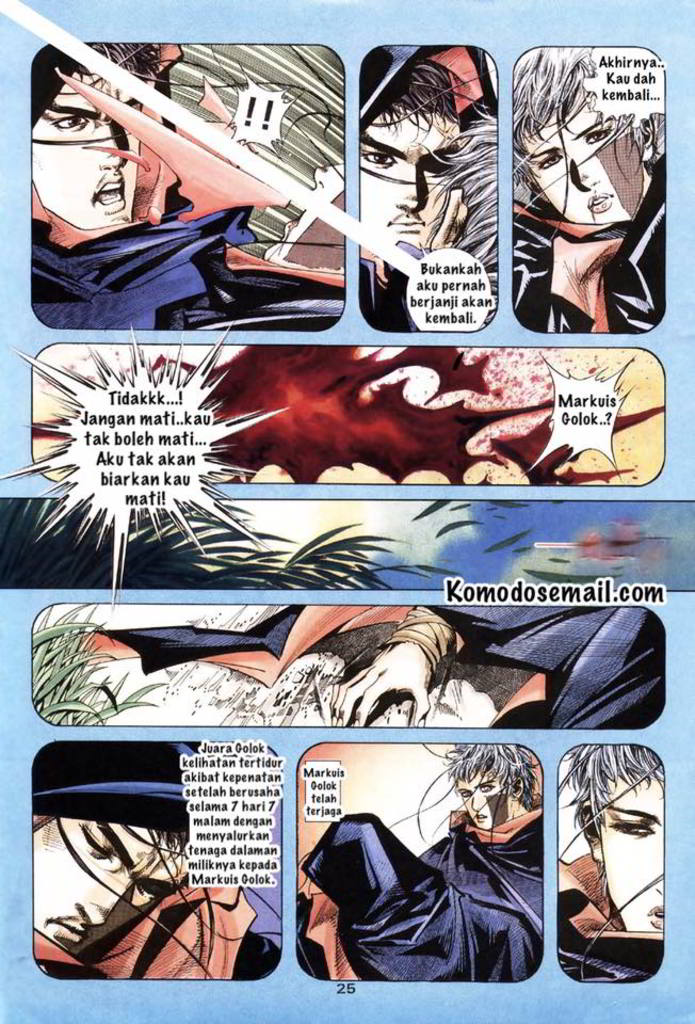 !!
Bukankah
aku pernah
berjanji akan
kembali.
Akhirnya..
Kau dah
kembali...
Tidakkk...!
Jangan mati..kau
tak boleh mati...
Aku tak akan
biarkan kau
mati!
Markuis
Golok..?
Komodosemail.com
Juara Golok
kelihatan tertidur
akibat kepenatan
setelah berusaha
selama 7 hari 7
malam dengan
menyalurkan
tenaga dalaman
miliknya kepada
Markuis Golok.
Markuis
Golok
telah
terjaga
25